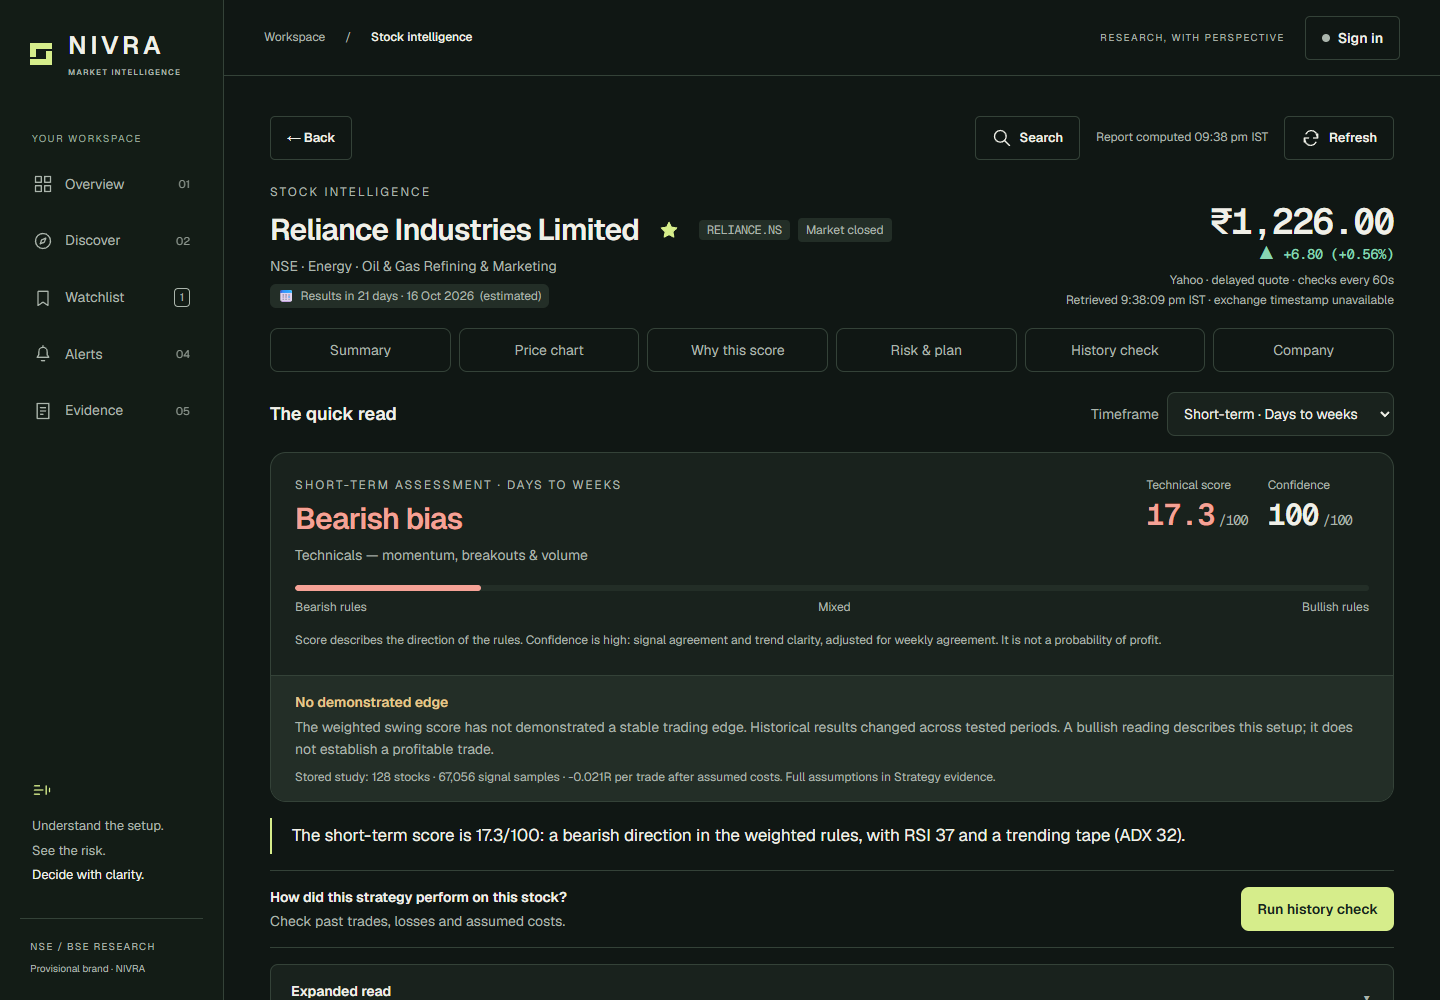 NIVRA
MARKET INTELLIGENCE
YOUR WORKSPACE
Overview 01
Discover 02
Watchlist 1
Alerts 04
Evidence 05
Understand the setup.
See the risk.
Decide with clarity.
NSE / BSE RESEARCH
Provisional brand · NIVRA
Workspace / Stock intelligence
RESEARCH, WITH PERSPECTIVE
Sign in
← Back
Search
Report computed 09:38 pm IST
Refresh
STOCK INTELLIGENCE
Reliance Industries Limited
RELIANCE.NS
Market closed
NSE · Energy · Oil & Gas Refining & Marketing
Results in 21 days · 16 Oct 2026 (estimated)
₹1,226.00
▲ +6.80 (+0.56%)
Yahoo · delayed quote · checks every 60s
Retrieved 9:38:09 pm IST · exchange timestamp unavailable
Summary
Price chart
Why this score
Risk & plan
History check
Company
The quick read
Timeframe
Short-term · Days to weeks
SHORT-TERM ASSESSMENT · DAYS TO WEEKS
Bearish bias
Technicals — momentum, breakouts & volume
Technical score
17.3 /100
Confidence
100 /100
Bearish rules
Mixed
Bullish rules
Score describes the direction of the rules. Confidence is high: signal agreement and trend clarity, adjusted for weekly agreement. It is not a probability of profit.
No demonstrated edge
The weighted swing score has not demonstrated a stable trading edge. Historical results changed across tested periods. A bullish reading describes this setup; it does
not establish a profitable trade.
Stored study: 128 stocks · 67,056 signal samples · -0.021R per trade after assumed costs. Full assumptions in Strategy evidence.
The short-term score is 17.3/100: a bearish direction in the weighted rules, with RSI 37 and a trending tape (ADX 32).
How did this strategy perform on this stock?
Check past trades, losses and assumed costs.
Run history check
Expanded read